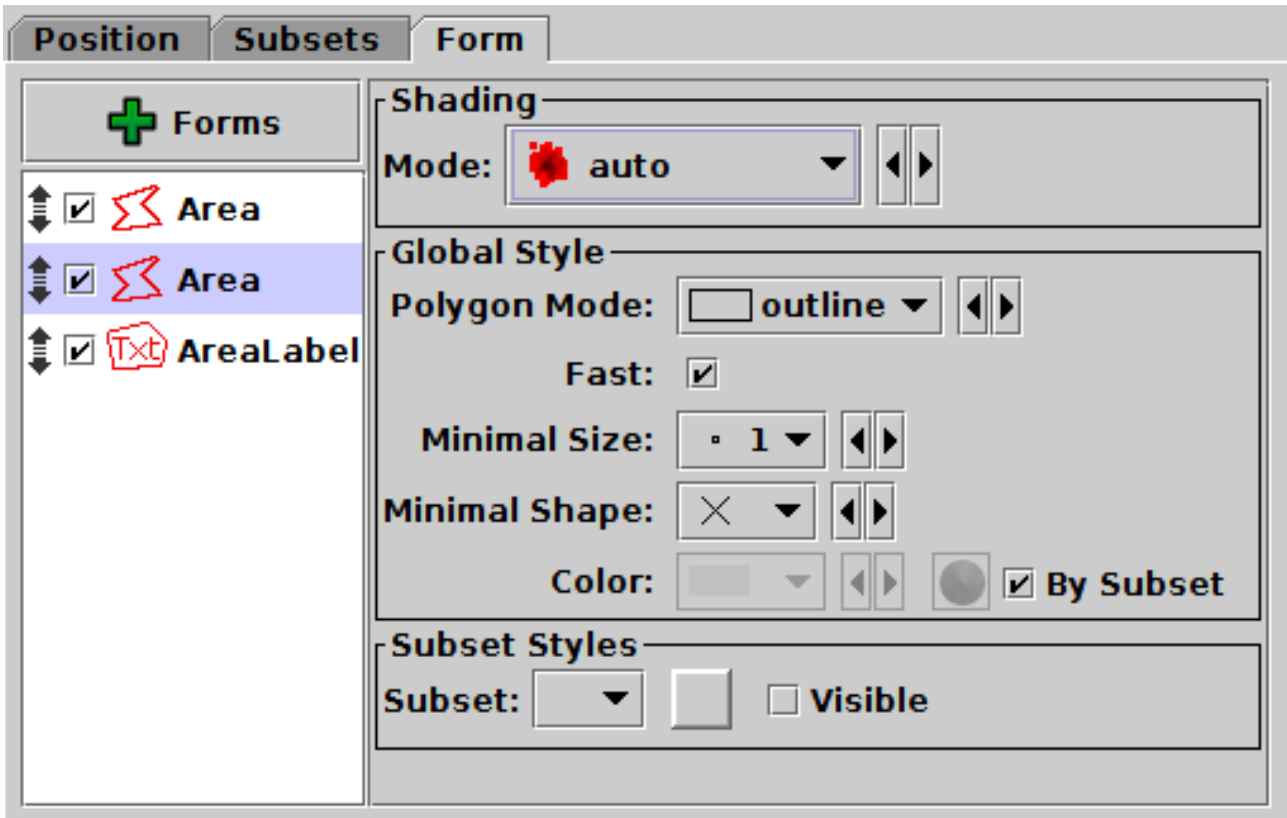 Position Subsets Form
Forms
Area
Area
Txt AreaLabel
Shading
Mode: auto
Global Style
Polygon Mode: outline
Fast:
Minimal Size: 1
Minimal Shape:
Color: By Subset
Subset Styles
Subset: Visible